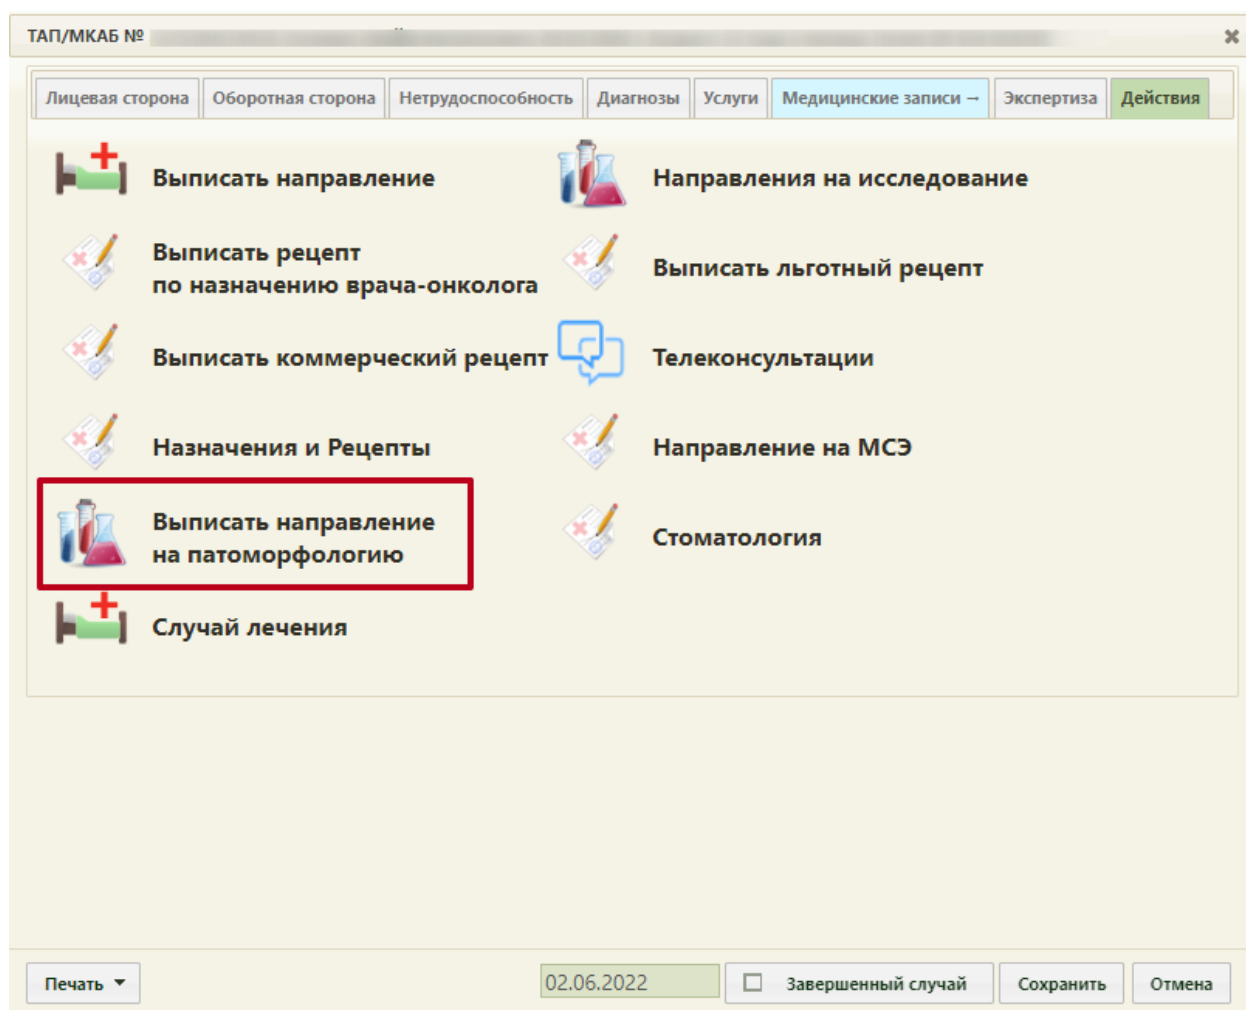 ТАП/МКАБ №
Лицевая сторона Оборотная сторона Нетрудоспособность Диагнозы Услуги Медицинские записи → Экспертиза Действия
Выписать направление
Направления на исследование
Выписать рецепт
по назначению врача-онколога
Выписать льготный рецепт
Выписать коммерческий рецепт
Телеконсультации
Назначения и Рецепты
Направление на МСЭ
Выписать направление
на патоморфологию
Стоматология
Случай лечения
Печать 02.06.2022 Завершенный случай Сохранить Отмена